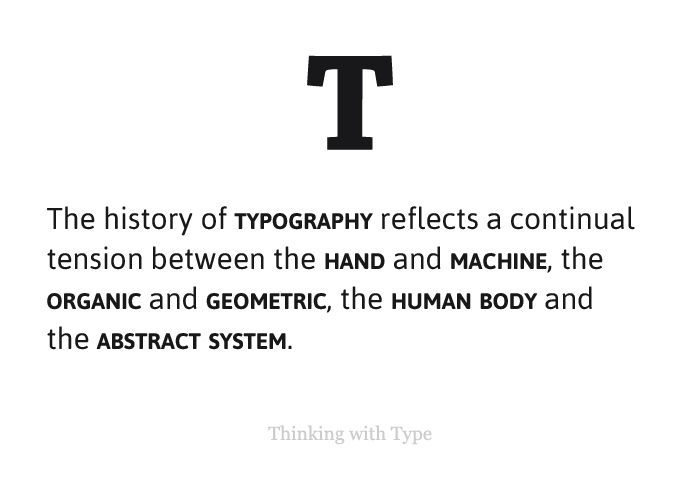 T
The history of TYPOGRAPHY reflects a continual
tension between the HAND and MACHINE, the
ORGANIC and GEOMETRIC, the HUMAN BODY and
the ABSTRACT SYSTEM.
Thinking with Type